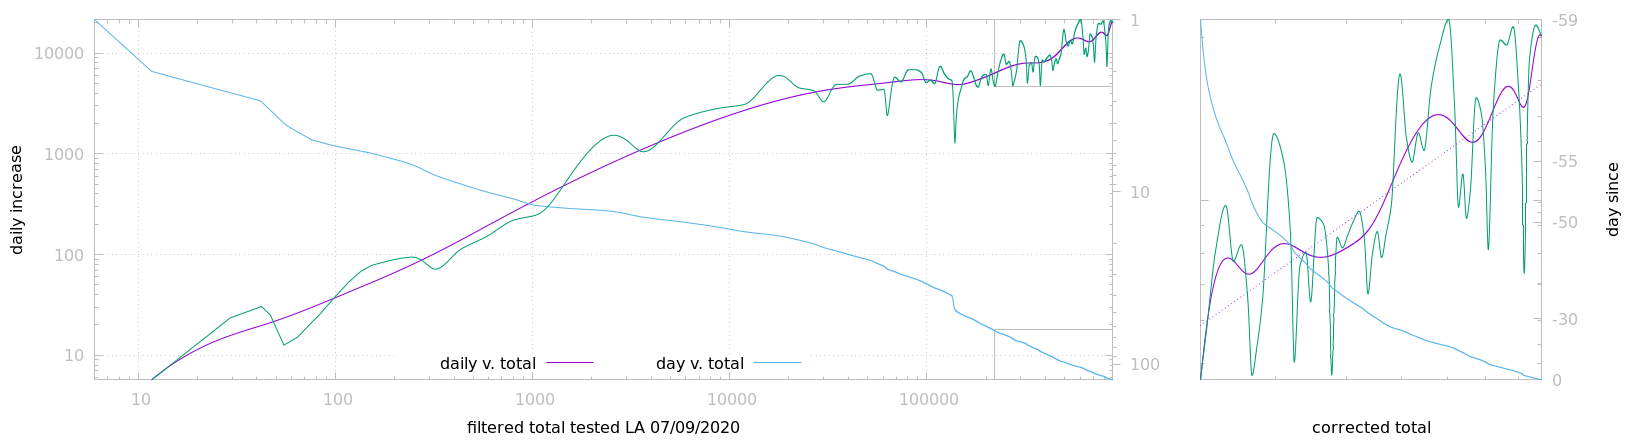 daily increase
10000
1000
100
10
10
100
1000
10000
100000
filtered total tested LA 07/09/2020
daily v. total
day v. total
1
10
100
-59
-55
-50
-30
0
day since
corrected total